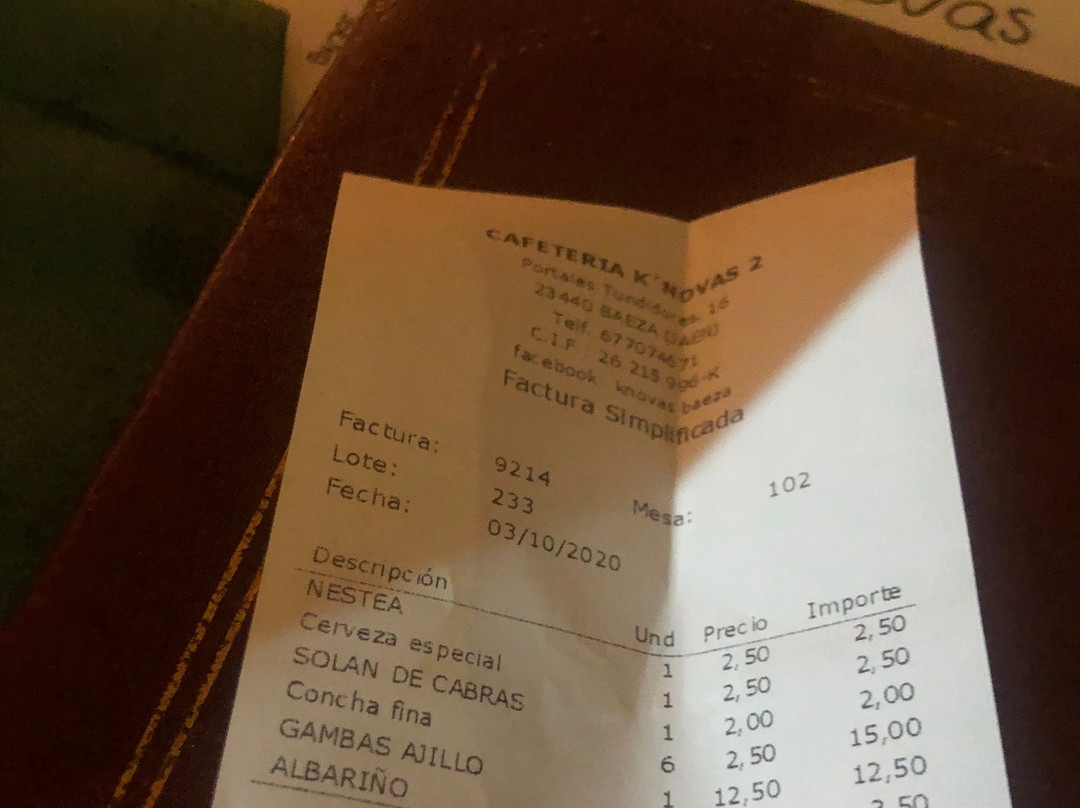 CAFETERIA K´NOVAS 2
Portales Tundidores, 16
23440 BAEZA (JAEN)
Telf. 677074671
C.I.F.: 26.215.996-K
facebook: knovas baeza
Factura Simplificada
Factura: 9214 Mesa: 102
Lote: 233
Fecha: 03/10/2020
Descripción Und Precio Importe
NESTEA 1 2,50 2,50
Cerveza especial 1 2,50 2,50
SOLAN DE CABRAS 1 2,00 2,00
Concha fina 6 2,50 15,00
GAMBAS AJILLO 1 12,50 12,50
ALBARIÑO